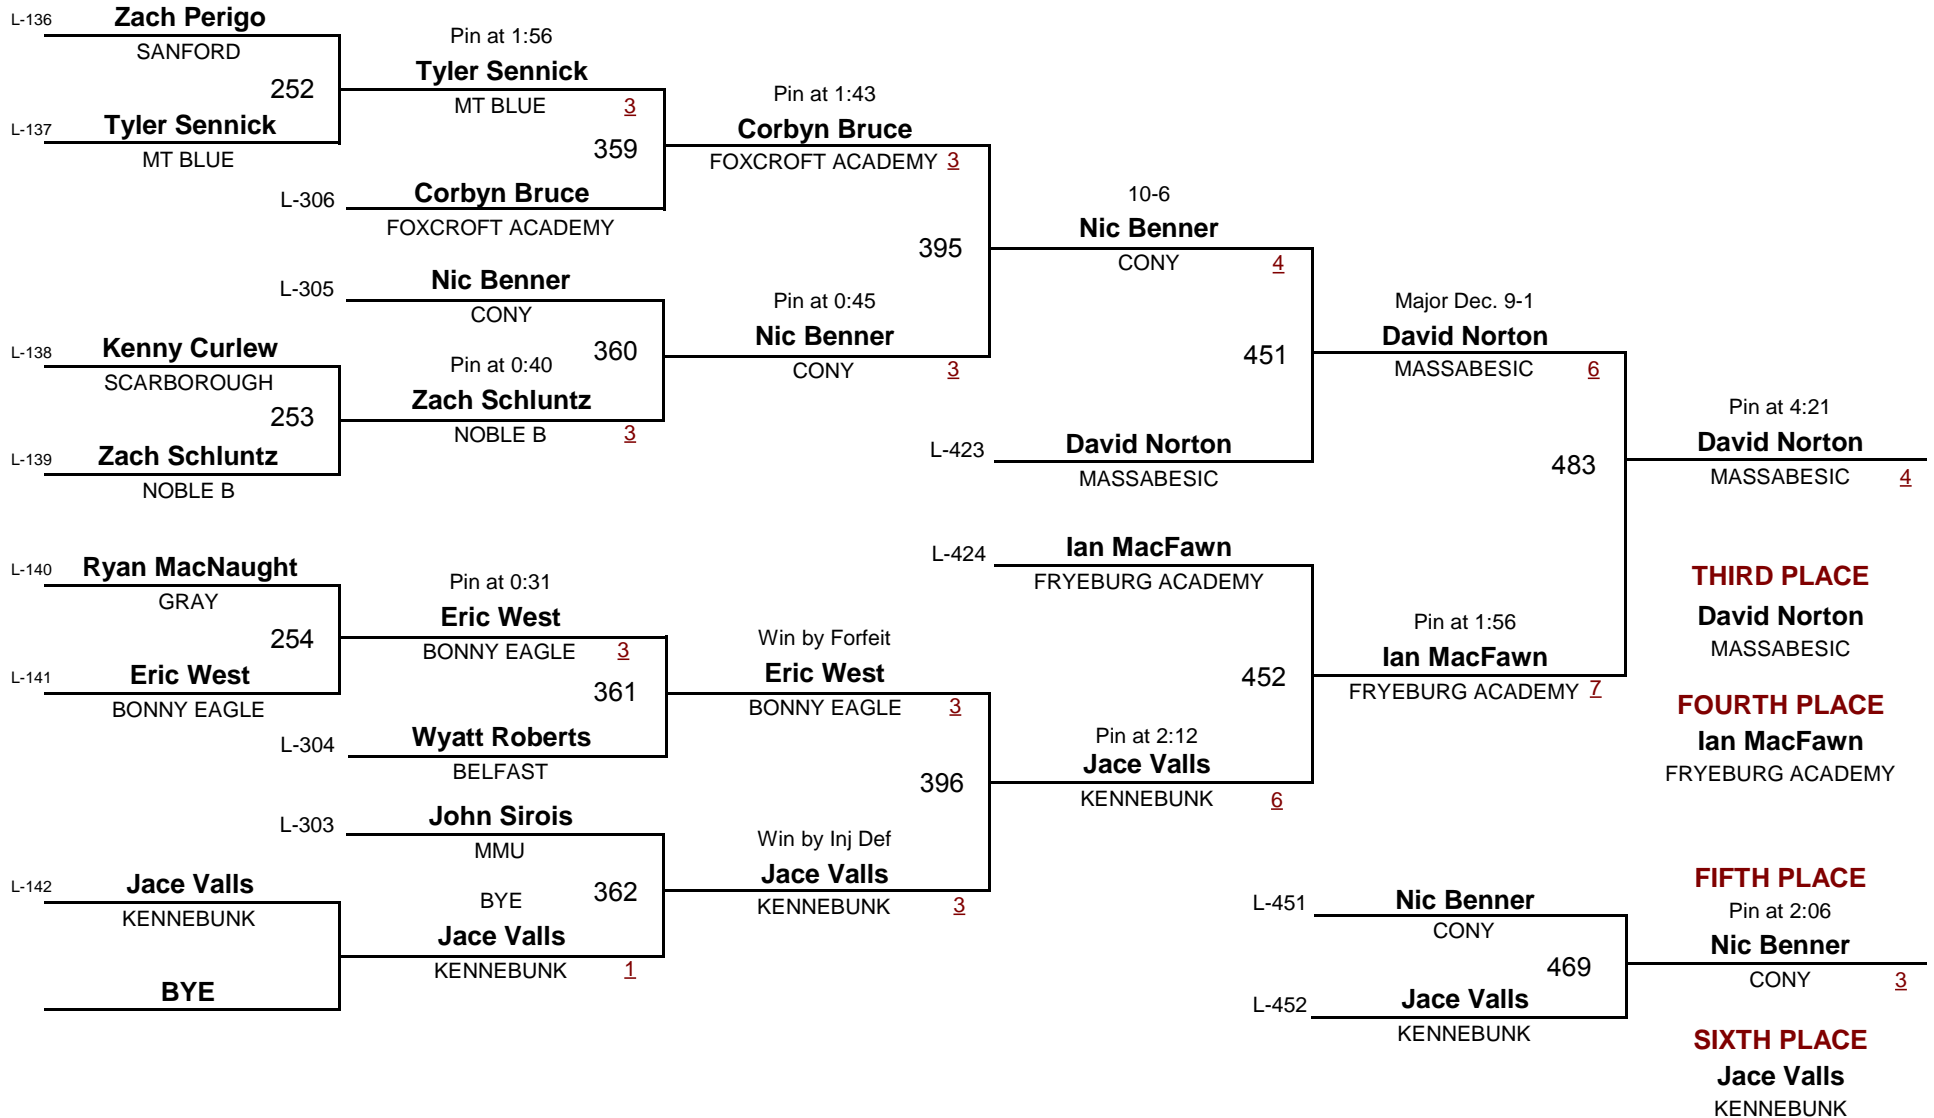 L-136 Zach Perigo
SANFORD
252
L-137 Tyler Sennick
MT BLUE
Pin at 1:56
Tyler Sennick
MT BLUE 3
359
L-306 Corbyn Bruce
FOXCROFT ACADEMY
Pin at 1:43
Corbyn Bruce
FOXCROFT ACADEMY 3
395
L-305 Nic Benner
CONY
360
L-138 Kenny Curlew
SCARBOROUGH
253
L-139 Zach Schluntz
NOBLE B
Pin at 0:40
Zach Schluntz
NOBLE B 3
Pin at 0:45
Nic Benner
CONY 3
10-6
Nic Benner
CONY 4
451
L-423 David Norton
MASSABESIC
Major Dec. 9-1
David Norton
MASSABESIC 6
483
Pin at 4:21
David Norton
MASSABESIC 4
L-140 Ryan MacNaught
GRAY
254
L-141 Eric West
BONNY EAGLE
Pin at 0:31
Eric West
BONNY EAGLE 3
361
L-304 Wyatt Roberts
BELFAST
Win by Forfeit
Eric West
BONNY EAGLE 3
396
L-303 John Sirois
MMU
362
L-142 Jace Valls
KENNEBUNK
BYE
BYE
Jace Valls
KENNEBUNK 1
Win by Inj Def
Jace Valls
KENNEBUNK 3
L-424 Ian MacFawn
FRYEBURG ACADEMY
452
Pin at 2:12
Jace Valls
KENNEBUNK 6
Pin at 1:56
Ian MacFawn
FRYEBURG ACADEMY 7
THIRD PLACE
David Norton
MASSABESIC
FOURTH PLACE
Ian MacFawn
FRYEBURG ACADEMY
L-451 Nic Benner
CONY
469
L-452 Jace Valls
KENNEBUNK
FIFTH PLACE
Pin at 2:06
Nic Benner
CONY 3
SIXTH PLACE
Jace Valls
KENNEBUNK